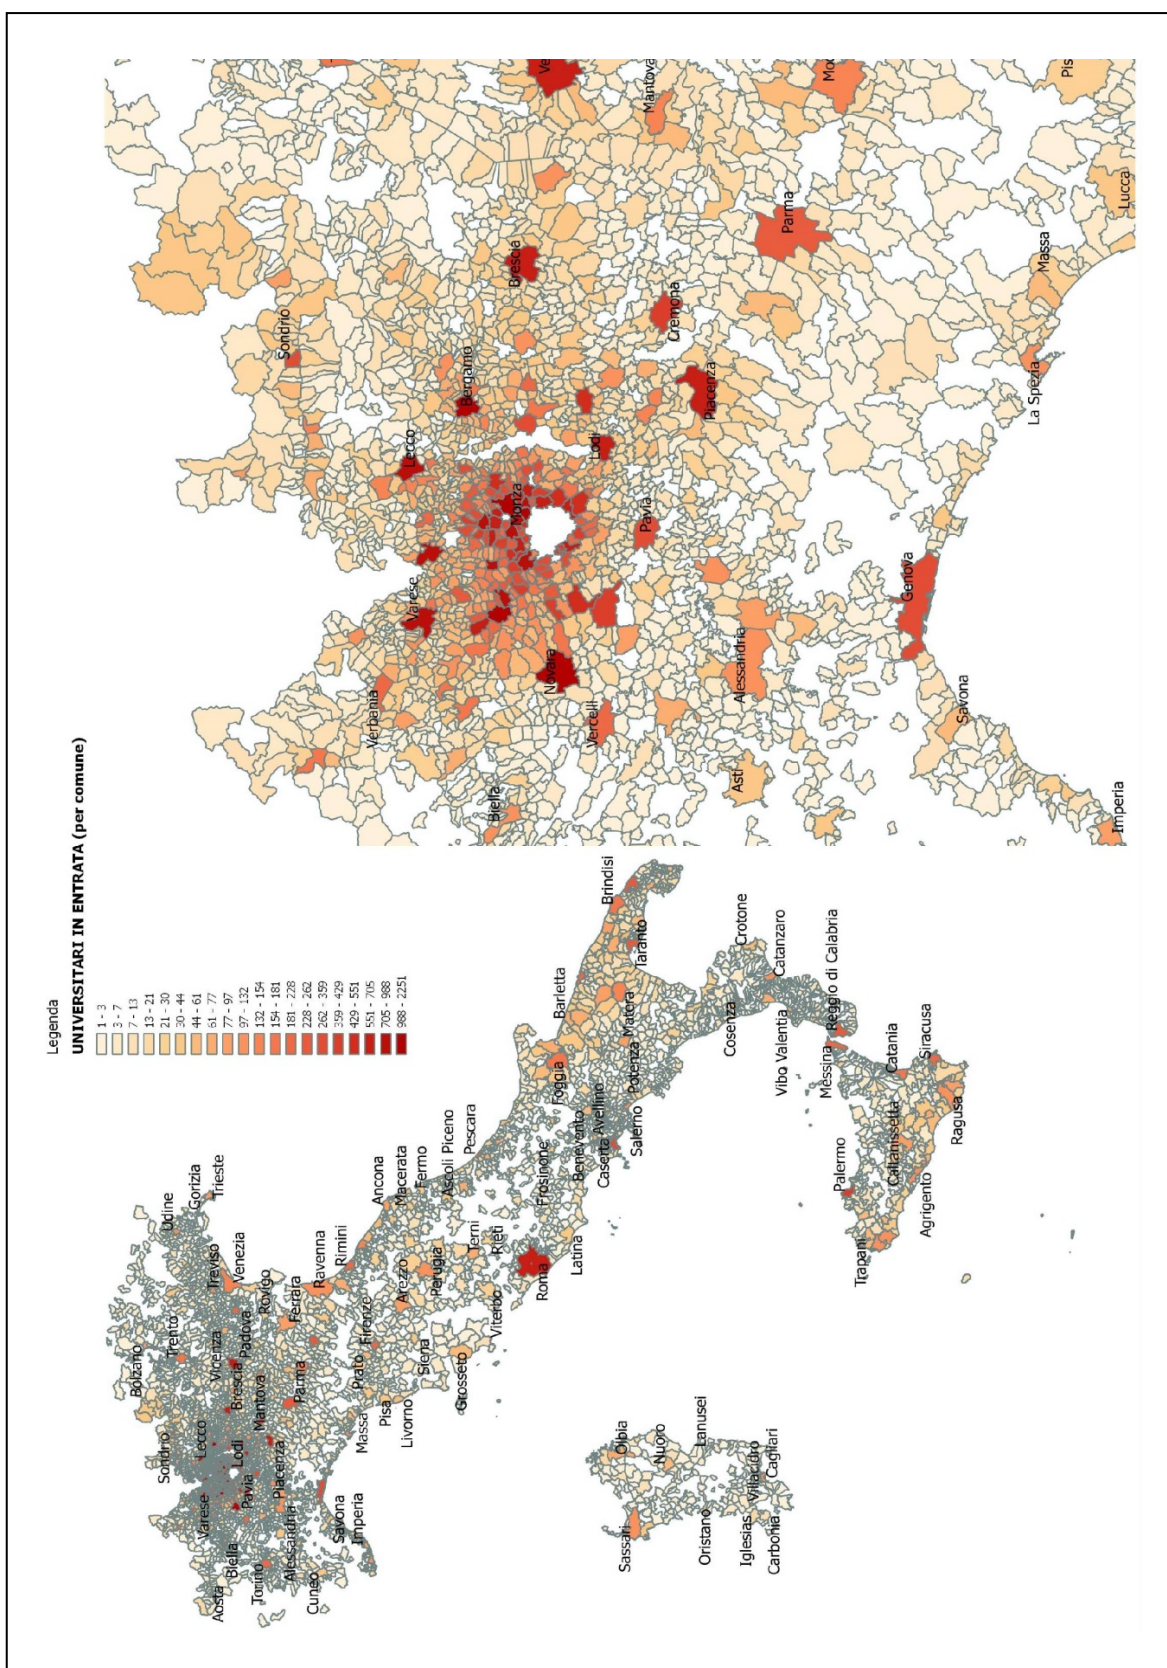 Legenda
UNIVERSITARI IN ENTRATA (per comune)
1 - 3
3 - 7
7 - 13
13 - 21
21 - 30
30 - 44
44 - 61
61 - 77
77 - 97
97 - 132
132 - 154
154 - 181
181 - 228
228 - 262
262 - 359
359 - 429
429 - 551
551 - 705
705 - 988
988 - 2251
Bolzano
Sondrio
Trento
Udine
Gorizia
Trieste
Aosta
Varese
Lecco
Biella
Lodi
Brescia
Vicenza
Treviso
Venezia
Torino
Pavia
Mantova
Padova
Rovigo
Alessandria
Piacenza
Parma
Ferrara
Cuneo
Ravenna
Savona
Rimini
Imperia
Massa
Prato
Firenze
Ancona
Pisa
Arezzo
Macerata
Livorno
Siena
Perugia
Fermo
Grosseto
Ascoli Piceno
Terni
Pescara
Viterbo
Rieti
Roma
Frosinone
Foggia
Barletta
Latina
Benevento
Caserta
Avellino
Brindisi
Salerno
Potenza
Matera
Taranto
Sassari
Olbia
Nuoro
Oristano
Lanusei
Iglesias
Villacidro
Carbonia
Cagliari
Cosenza
Crotone
Vibo Valentia
Catanzaro
Messina
Reggio di Calabria
Palermo
Trapani
Caltanissetta
Catania
Agrigento
Siracusa
Ragusa
Sondrio
Verbania
Varese
Lecco
Bergamo
Biella
Monza
Brescia
Novara
Ve
Vercelli
Lodi
Pavia
Cremona
Mantova
Asti
Alessandria
Piacenza
Parma
Mod
Genova
Savona
La Spezia
Massa
Pis
Imperia
Lucca